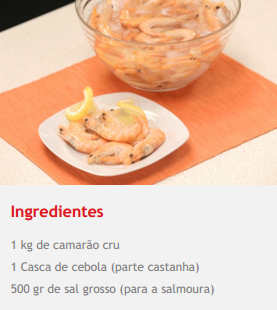 Ingredientes
1 kg de camarão cru
1 Casca de cebola (parte castanha)
500 gr de sal grosso (para a salmoura)